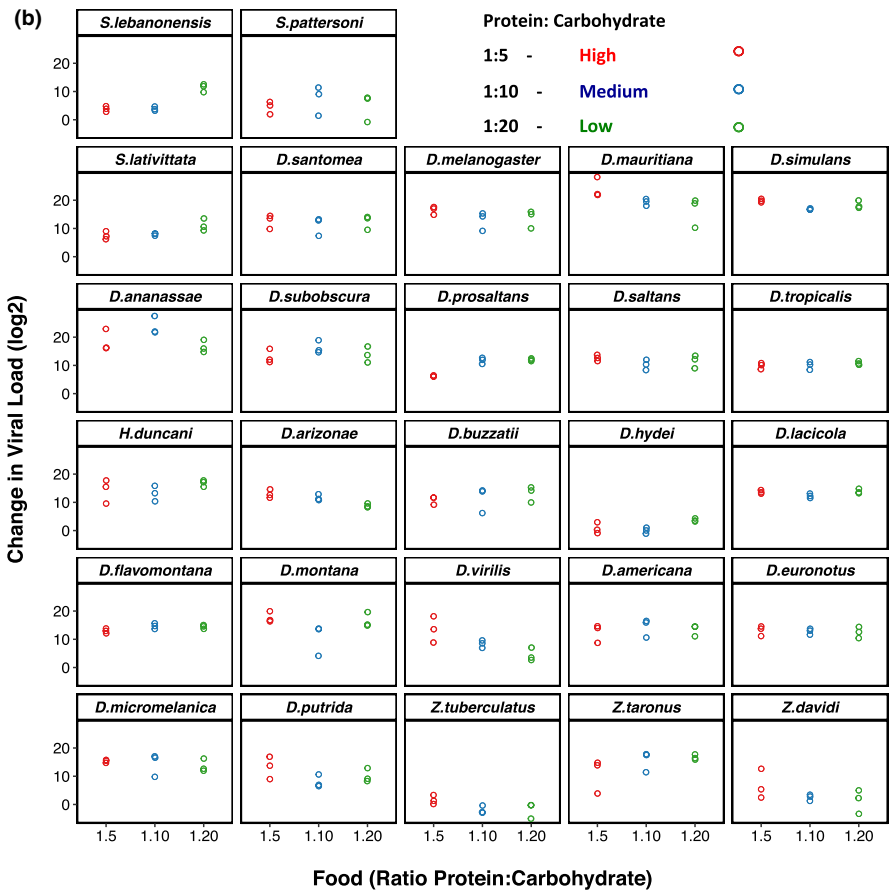 (b)
S.lebanonensis S.pattersoni
Protein: Carbohydrate
1:5 - High
1:10 - Medium
1:20 - Low
20
10
0
S.lativittata D.santomea D.melanogaster D.mauritiana D.simulans
20
10
0
D.ananassae D.subobscura D.prosaltans D.saltans D.tropicalis
20
10
0
H.duncani D.arizonae D.buzzatii D.hydei D.lacicola
20
10
0
D.flavomontana D.montana D.virilis D.americana D.euronotus
20
10
0
D.micromelanica D.putrida Z.tuberculatus Z.taronus Z.davidi
20
10
0
1.5 1.10 1.20 1.5 1.10 1.20 1.5 1.10 1.20 1.5 1.10 1.20 1.5 1.10 1.20
Change in Viral Load (log2)
Food (Ratio Protein:Carbohydrate)